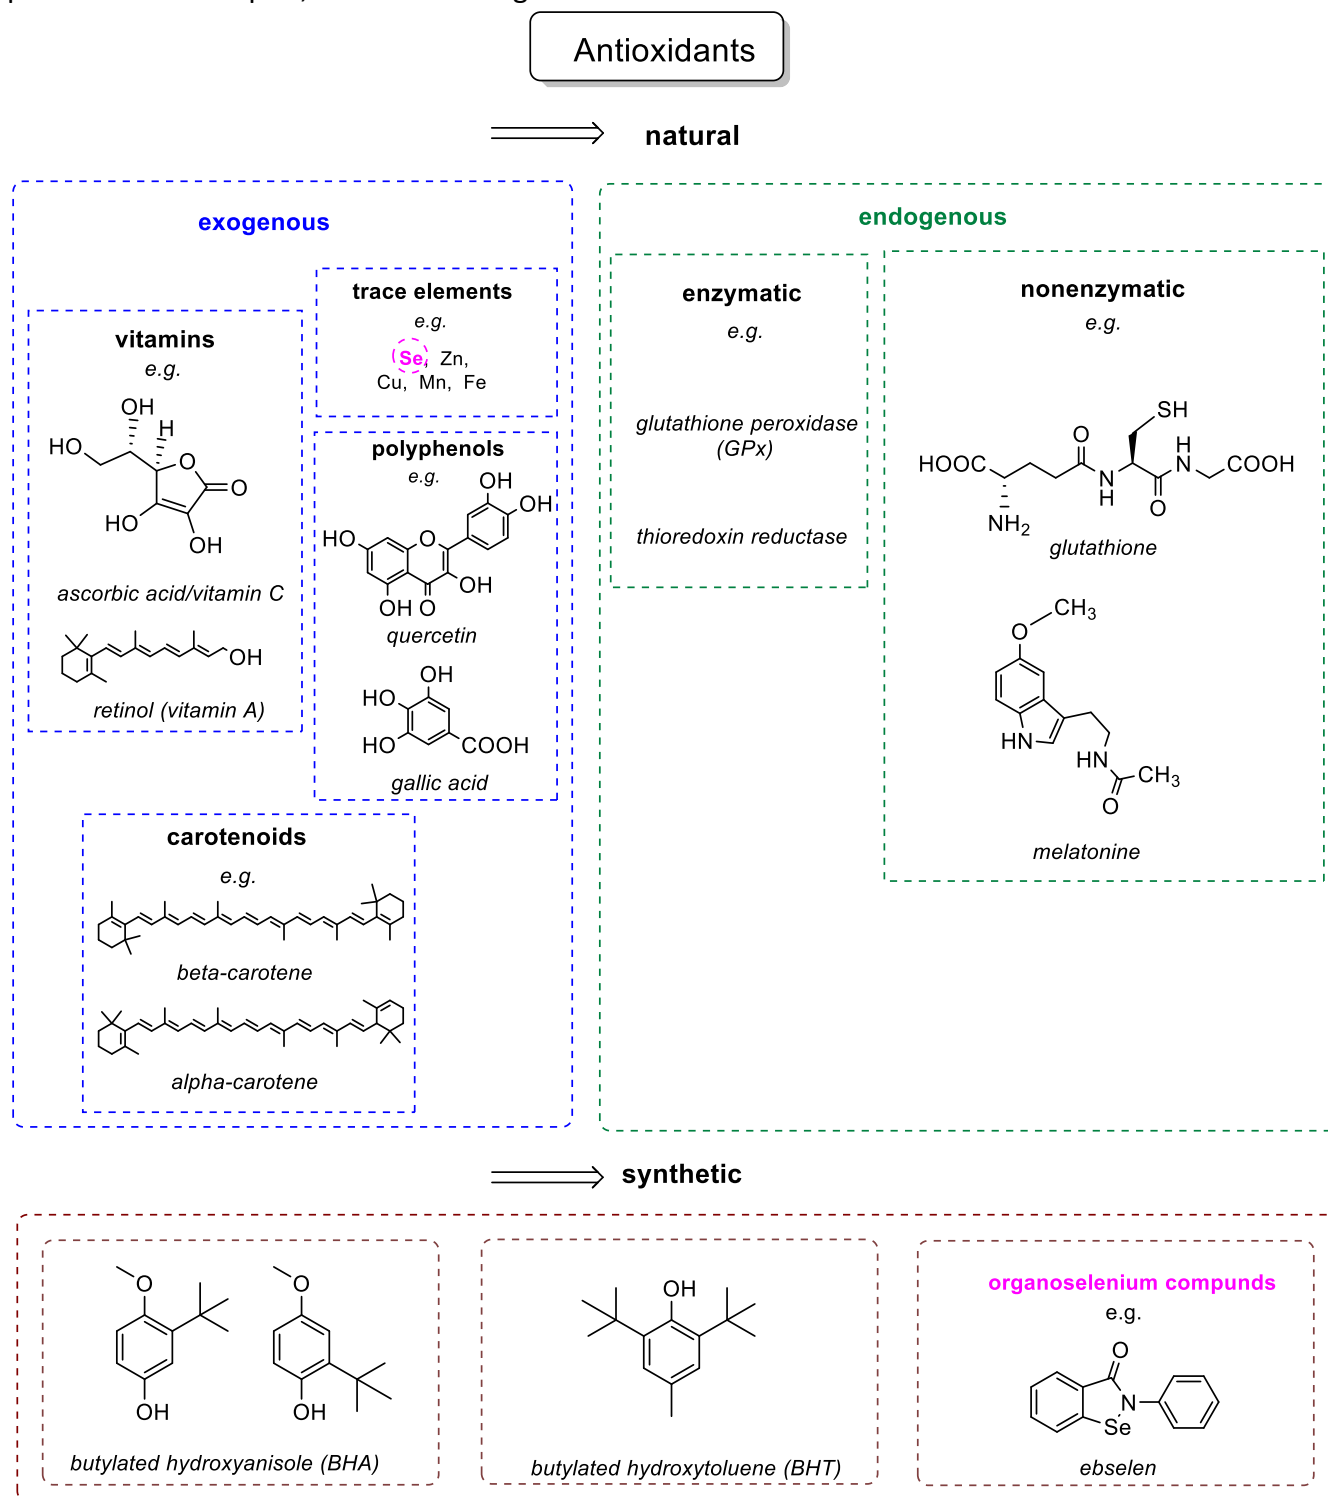 Antioxidants
natural
exogenous
vitamins
e.g.
OH
H
HO
O
O
HO
OH
ascorbic acid/vitamin C
OH
retinol (vitamin A)
trace elements
e.g.
Se, Zn,
Cu, Mn, Fe
polyphenols
e.g.
OH
OH
HO
O
OH
OH O
quercetin
OH
HO
HO
COOH
gallic acid
carotenoids
e.g.
beta-carotene
alpha-carotene
endogenous
enzymatic
e.g.
glutathione peroxidase
(GPx)
thioredoxin reductase
nonenzymatic
e.g.
SH
O
H
HOOC
N
N
COOH
H
O
NH2
glutathione
CH3
O
HN
HN
CH3
O
melatonine
synthetic
O
O
OH
OH
butylated hydroxyanisole (BHA)
OH
butylated hydroxytoluene (BHT)
organoselenium compunds
e.g.
O
N
Se
ebselen